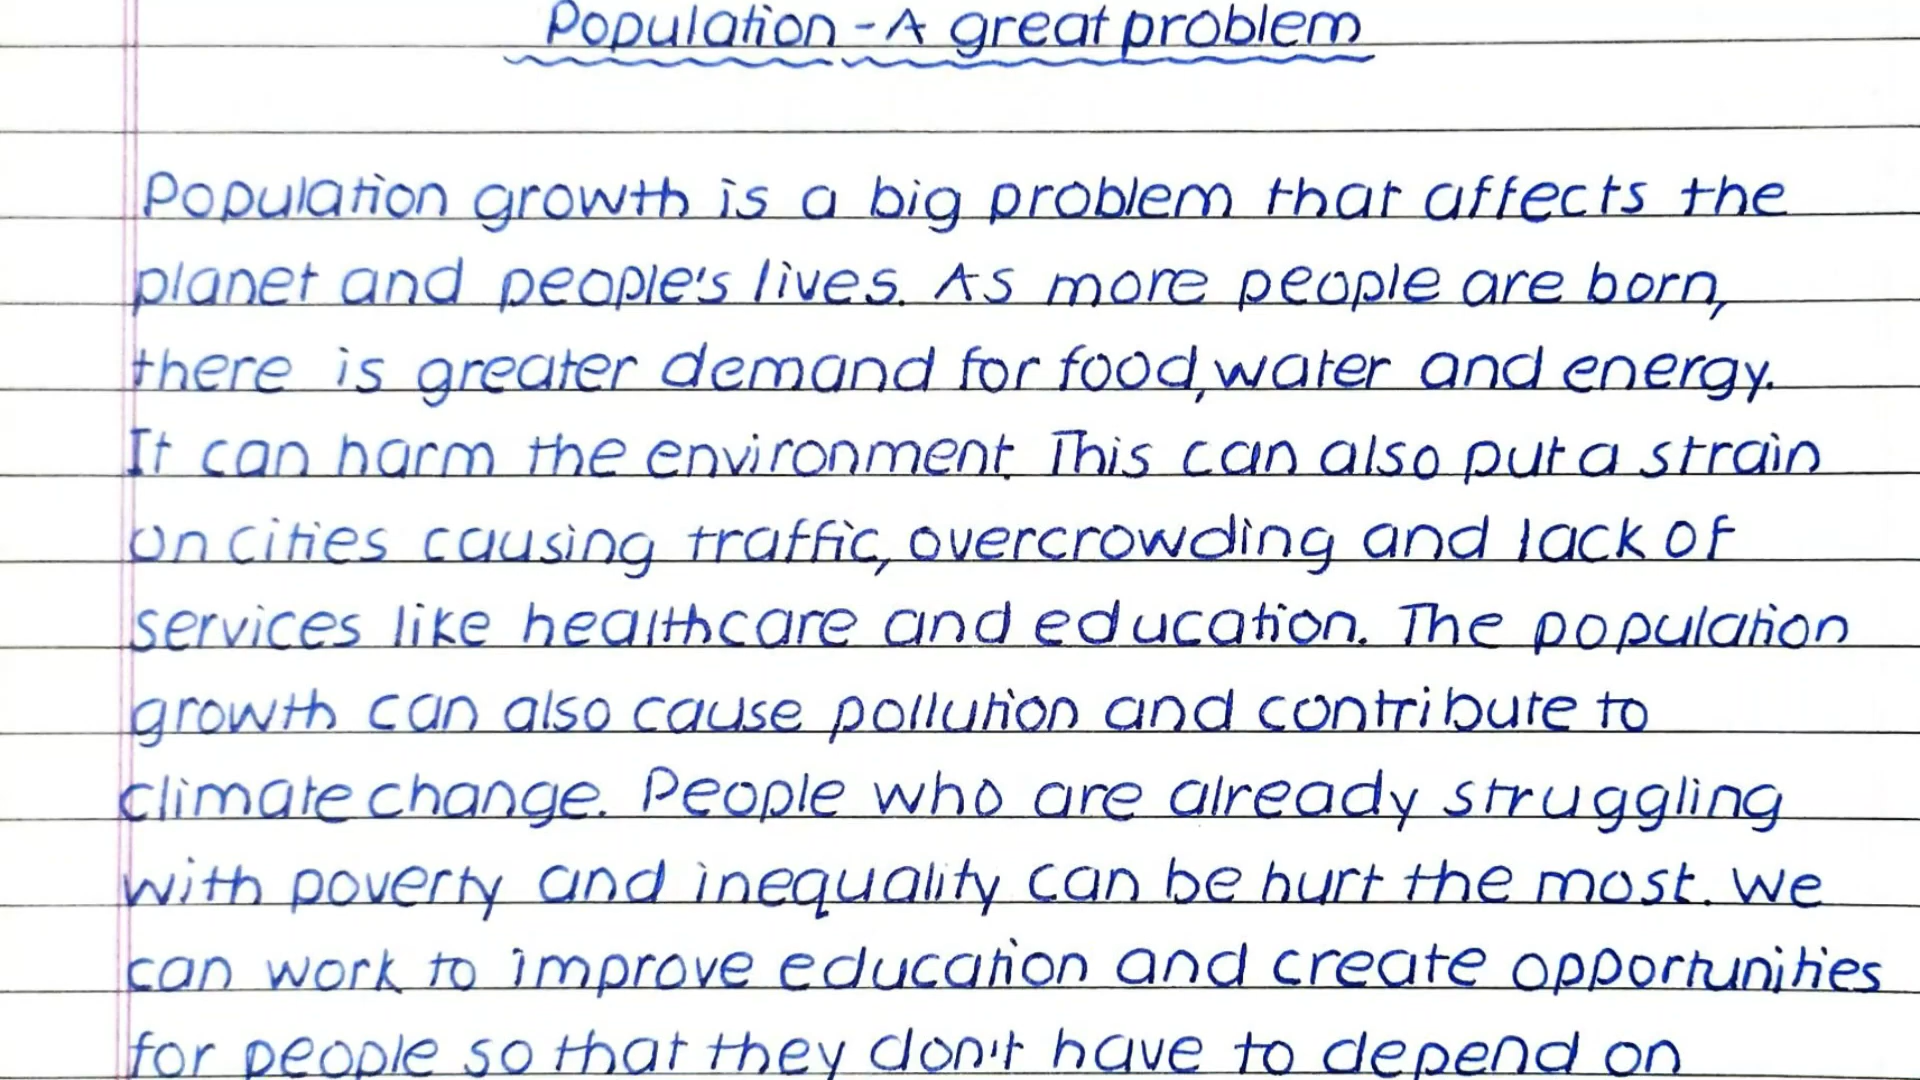 Population - A great problem
Population growth is a big problem that affects the
planet and people's lives. As more people are born,
there is greater demand for food, water and energy.
It can harm the environment. This can also put a strain
on cities causing traffic, overcrowding and lack of
services like healthcare and education. The population
growth can also cause pollution and contribute to
climate change. People who are already struggling
with poverty and inequality can be hurt the most. We
can work to improve education and create opportunities
for people so that they don't have to depend on